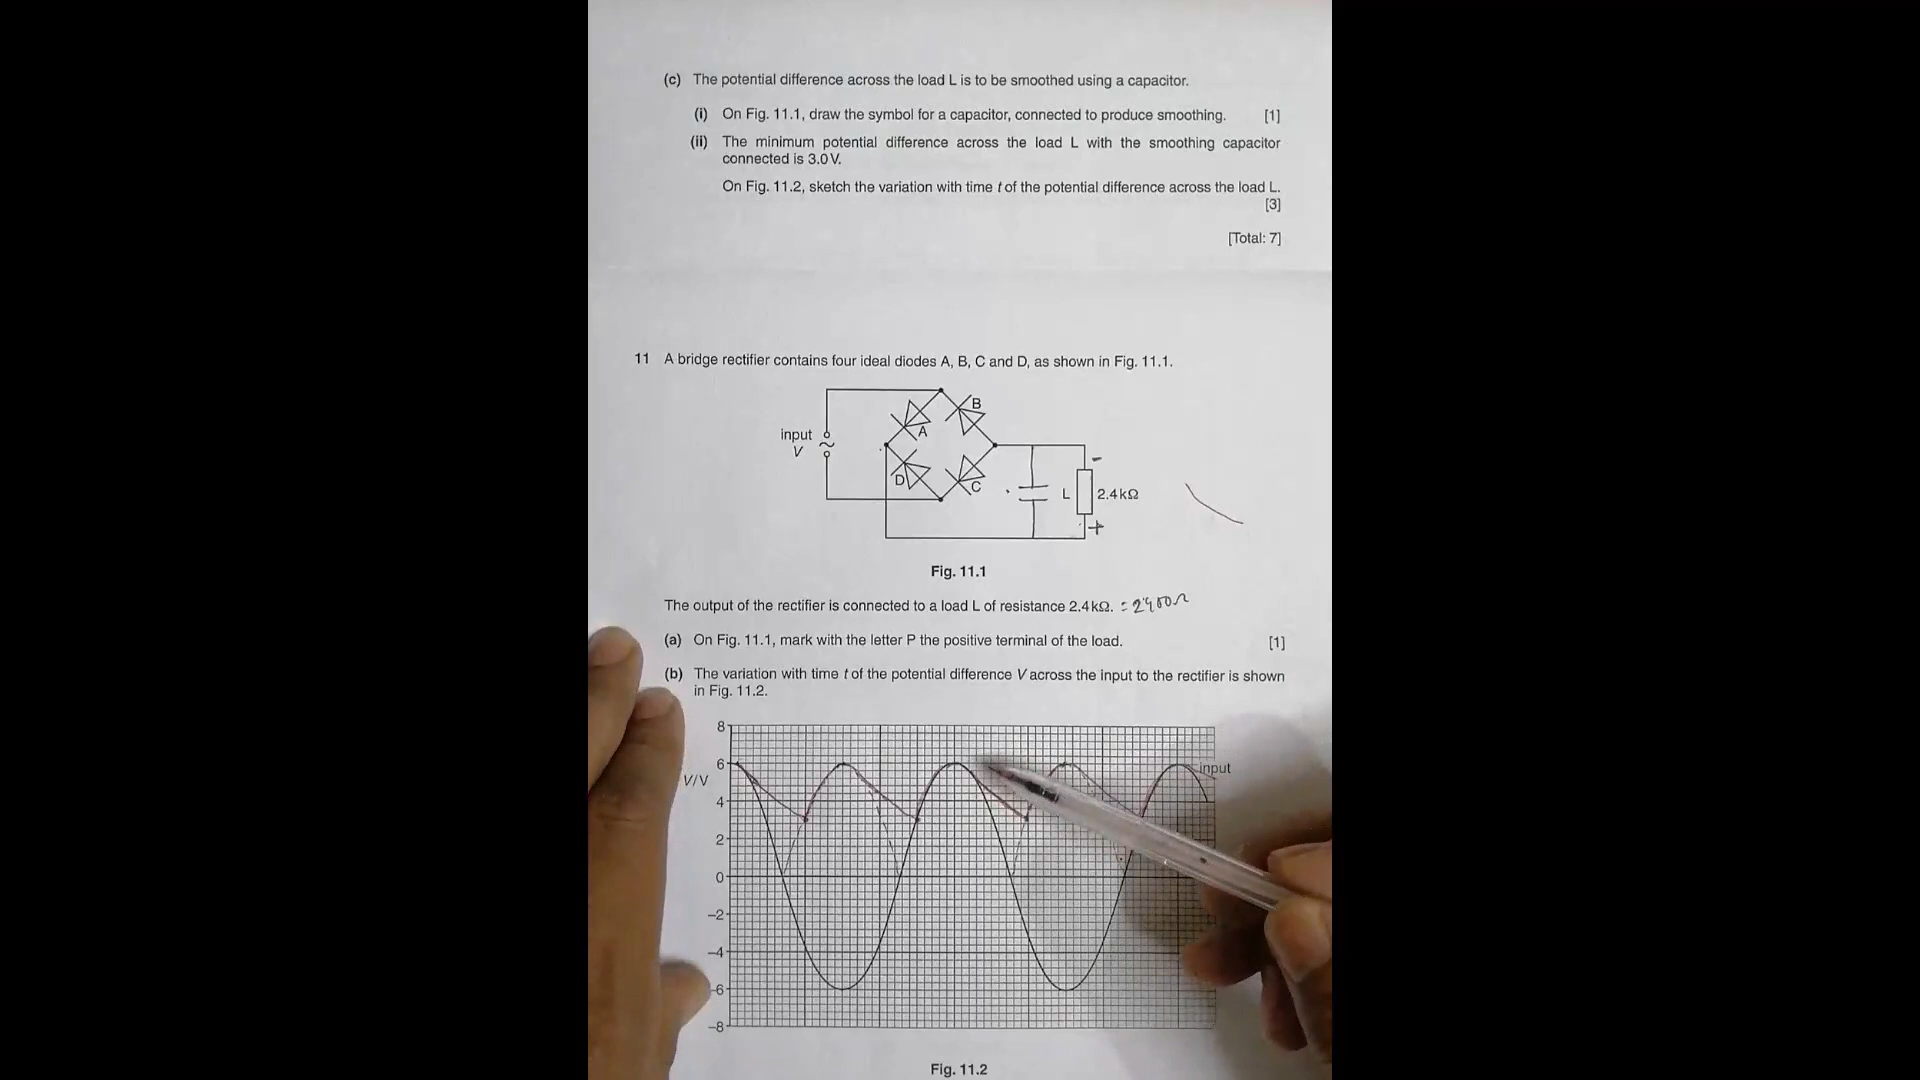 (c) The potential difference across the load L is to be smoothed using a capacitor.
(i) On Fig. 11.1, draw the symbol for a capacitor, connected to produce smoothing. [1]
(ii) The minimum potential difference across the load L with the smoothing capacitor
connected is 3.0 V.
On Fig. 11.2, sketch the variation with time t of the potential difference across the load L.
[3]
[Total: 7]
11 A bridge rectifier contains four ideal diodes A, B, C and D, as shown in Fig. 11.1.
B
A
input
V
~
D
C
-
L
2.4 kΩ
+
Fig. 11.1
The output of the rectifier is connected to a load L of resistance 2.4 kΩ. = 2400Ω
(a) On Fig. 11.1, mark with the letter P the positive terminal of the load. [1]
(b) The variation with time t of the potential difference V across the input to the rectifier is shown
in Fig. 11.2.
8
6
input
V/V
4
2
0
−2
−4
−6
−8
Fig. 11.2